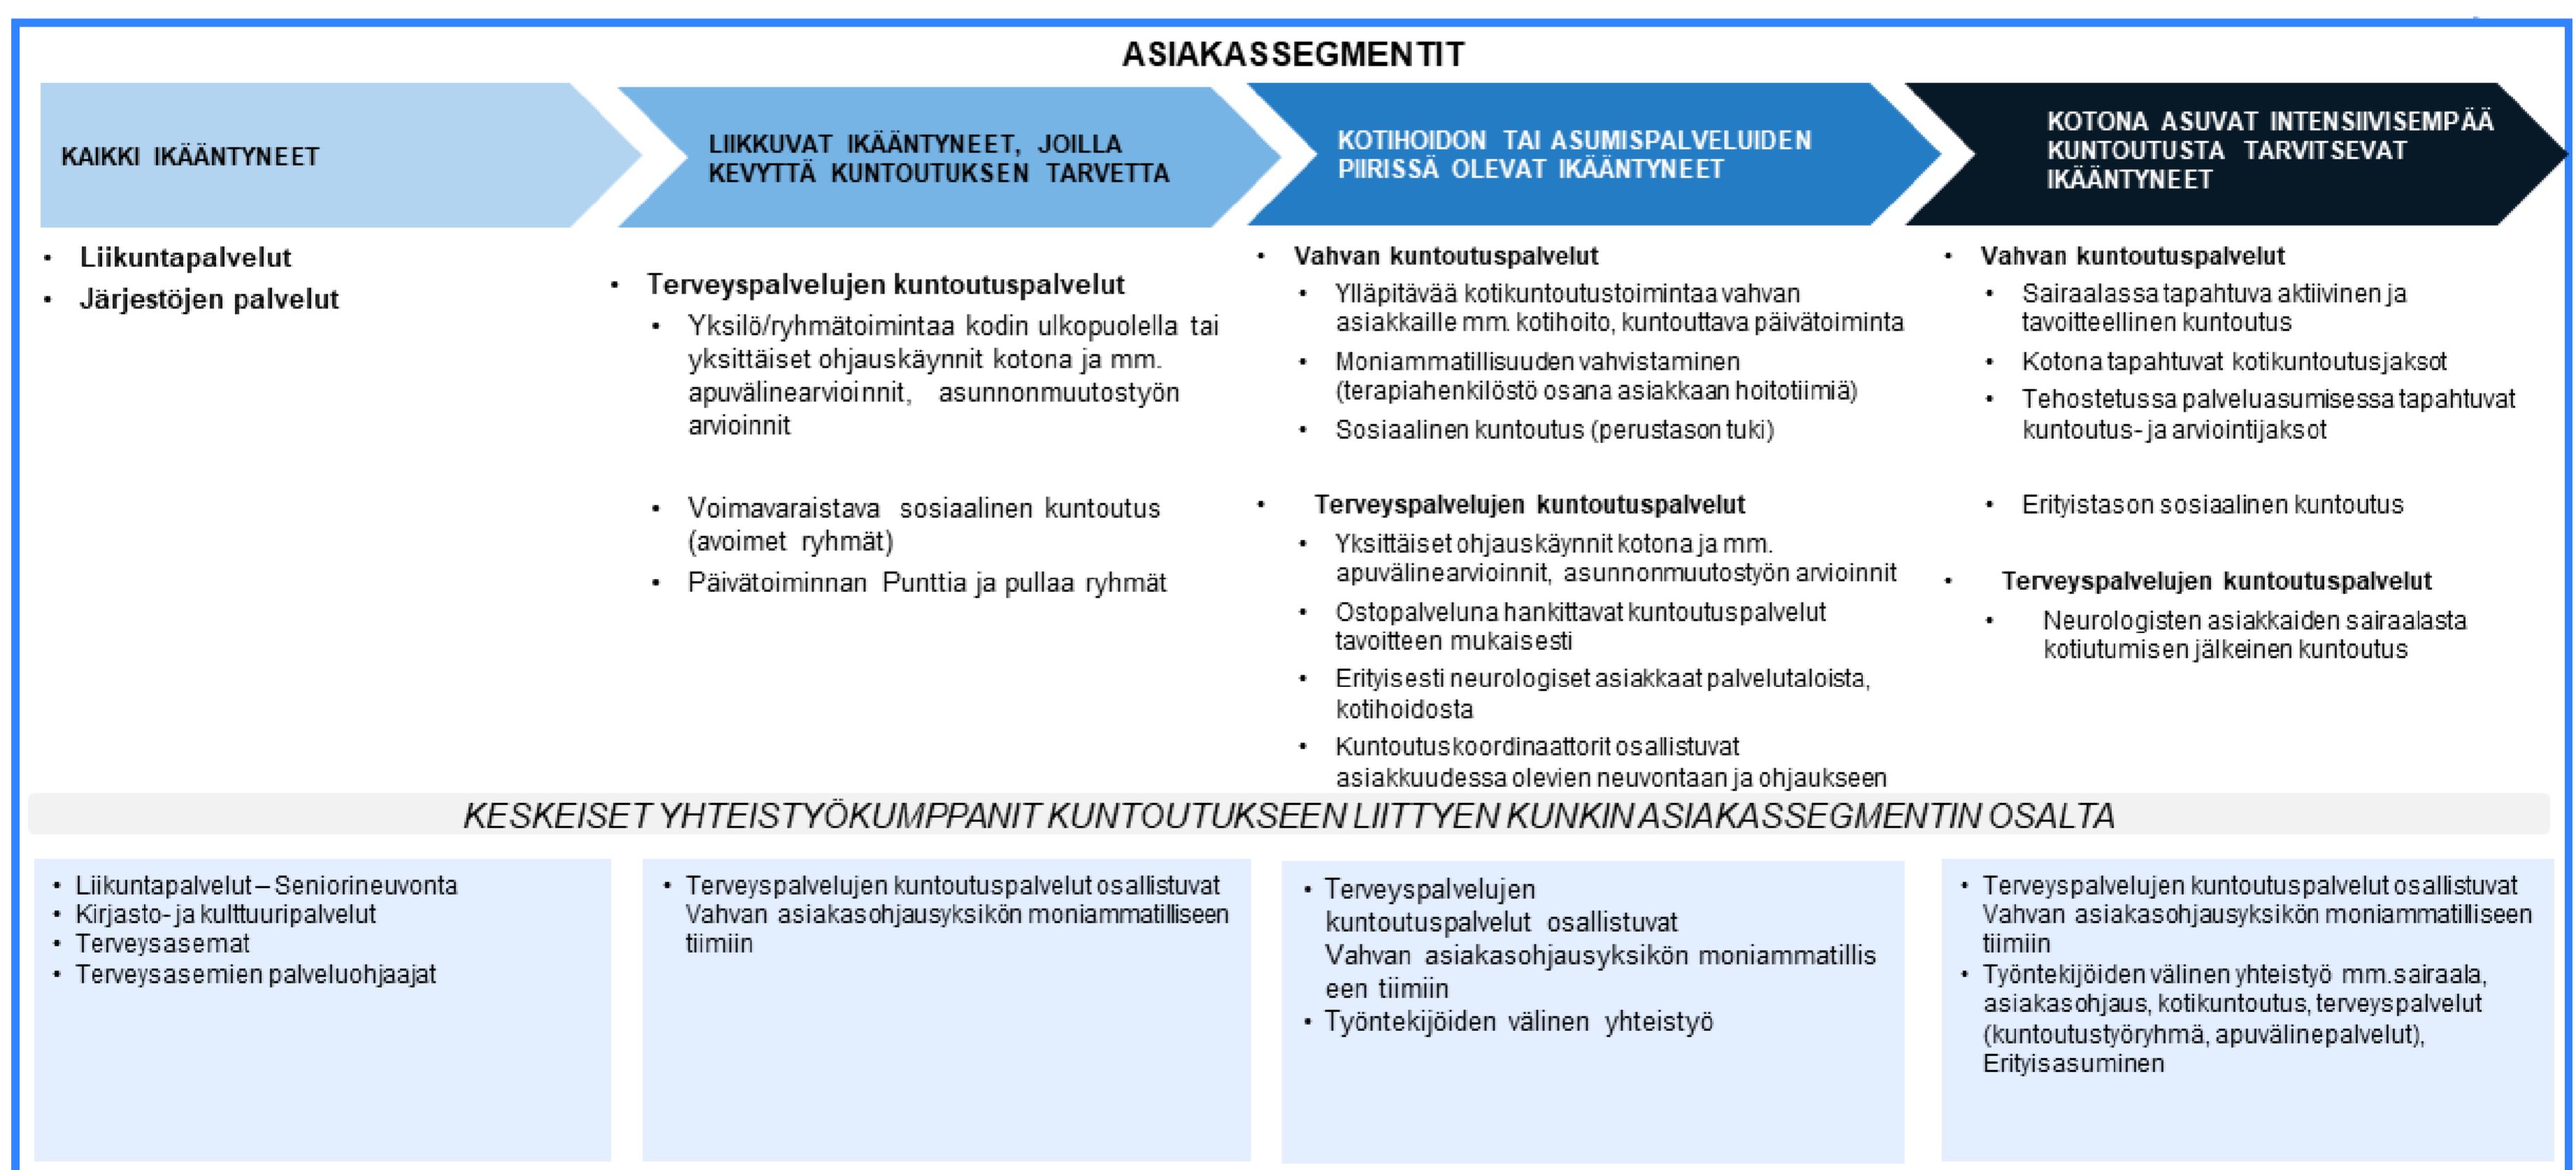 ASIAKASSEGMENTIT
KAIKKI IKÄÄNTYNEET
LIIKKUVAT IKÄÄNTYNEET, JOILLA
KEVYTTÄ KUNTOUTUKSEN TARVETTA
KOTIHOIDON TAI ASUMISPALVELUIDEN
PIIRISSÄ OLEVAT IKÄÄNTYNEET
KOTONA ASUVAT INTENSIIVISEMPÄÄ
KUNTOUTUSTA TARVITSEVAT
IKÄÄNTYNEET
• Liikuntapalvelut
• Järjestöjen palvelut
• Terveyspalvelujen kuntoutuspalvelut
• Yksilö/ryhmätoimintaa kodin ulkopuolella tai
yksittäiset ohjauskäynnit kotona ja mm.
apuvälinearvioinnit, asunnonmuutostyön
arvioinnit
• Voimavaraistava sosiaalinen kuntoutus
(avoimet ryhmät)
• Päivätoiminnan Punttia ja pullaa ryhmät
• Vahvan kuntoutuspalvelut
• Ylläpitävää kotikuntoutustoimintaa vahvan
asiakkaille mm. kotihoito, kuntouttava päivätoiminta
• Moniammatillisuuden vahvistaminen
(terapiahenkilöstö osana asiakkaan hoitotiimiä)
• Sosiaalinen kuntoutus (perustason tuki)
• Terveyspalvelujen kuntoutuspalvelut
• Yksittäiset ohjauskäynnit kotona ja mm.
apuvälinearvioinnit, asunnonmuutostyön arvioinnit
• Ostopalveluna hankittavat kuntoutuspalvelut
tavoitteen mukaisesti
• Erityisesti neurologiset asiakkaat palvelutaloista,
kotihoidosta
• Kuntoutuskoordinaattorit osallistuvat
asiakkuudessa olevien neuvontaan ja ohjaukseen
• Vahvan kuntoutuspalvelut
• Sairaalassa tapahtuva aktiivinen ja
tavoitteellinen kuntoutus
• Kotona tapahtuvat kotikuntoutusjaksot
• Tehostetussa palveluasumisessa tapahtuvat
kuntoutus- ja arviointijaksot
• Erityistason sosiaalinen kuntoutus
• Terveyspalvelujen kuntoutuspalvelut
• Neurologisten asiakkaiden sairaalasta
kotiutumisen jälkeinen kuntoutus
KESKEISET YHTEISTYÖKUMPPANIT KUNTOUTUKSEEN LIITTYEN KUNKIN ASIAKASSEGMENTIN OSALTA
• Liikuntapalvelut – Seniorineuvonta
• Kirjasto- ja kulttuuripalvelut
• Terveysasemat
• Terveysasemien palveluohjaajat
• Terveyspalvelujen kuntoutuspalvelut osallistuvat
Vahvan asiakasohjausyksikön moniammatilliseen
tiimiin
• Terveyspalvelujen
kuntoutuspalvelut osallistuvat
Vahvan asiakasohjausyksikön moniammatillis
een tiimiin
• Työntekijöiden välinen yhteistyö
• Terveyspalvelujen kuntoutuspalvelut osallistuvat
Vahvan asiakasohjausyksikön moniammatilliseen
tiimiin
• Työntekijöiden välinen yhteistyö mm.sairaala,
asiakasohjaus, kotikuntoutus, terveyspalvelut
(kuntoutustyöryhmä, apuvälinepalvelut),
Erityisasuminen